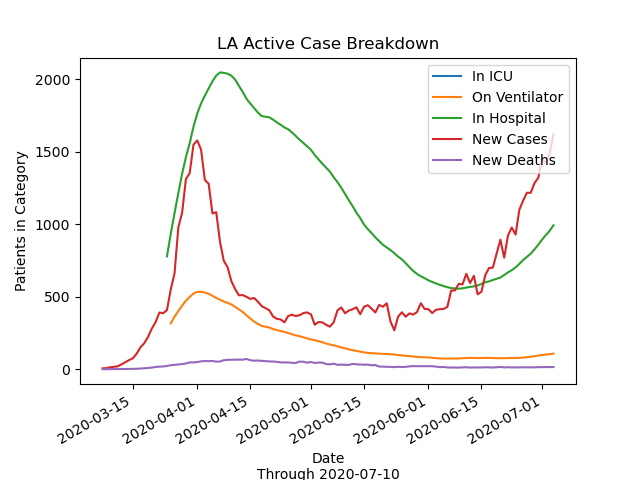 LA Active Case Breakdown
In ICU
On Ventilator
In Hospital
New Cases
New Deaths
Patients in Category
2000
1500
1000
500
0
2020-03-15
2020-04-01
2020-04-15
2020-05-01
2020-05-15
2020-06-01
2020-06-15
2020-07-01
Date
Through 2020-07-10